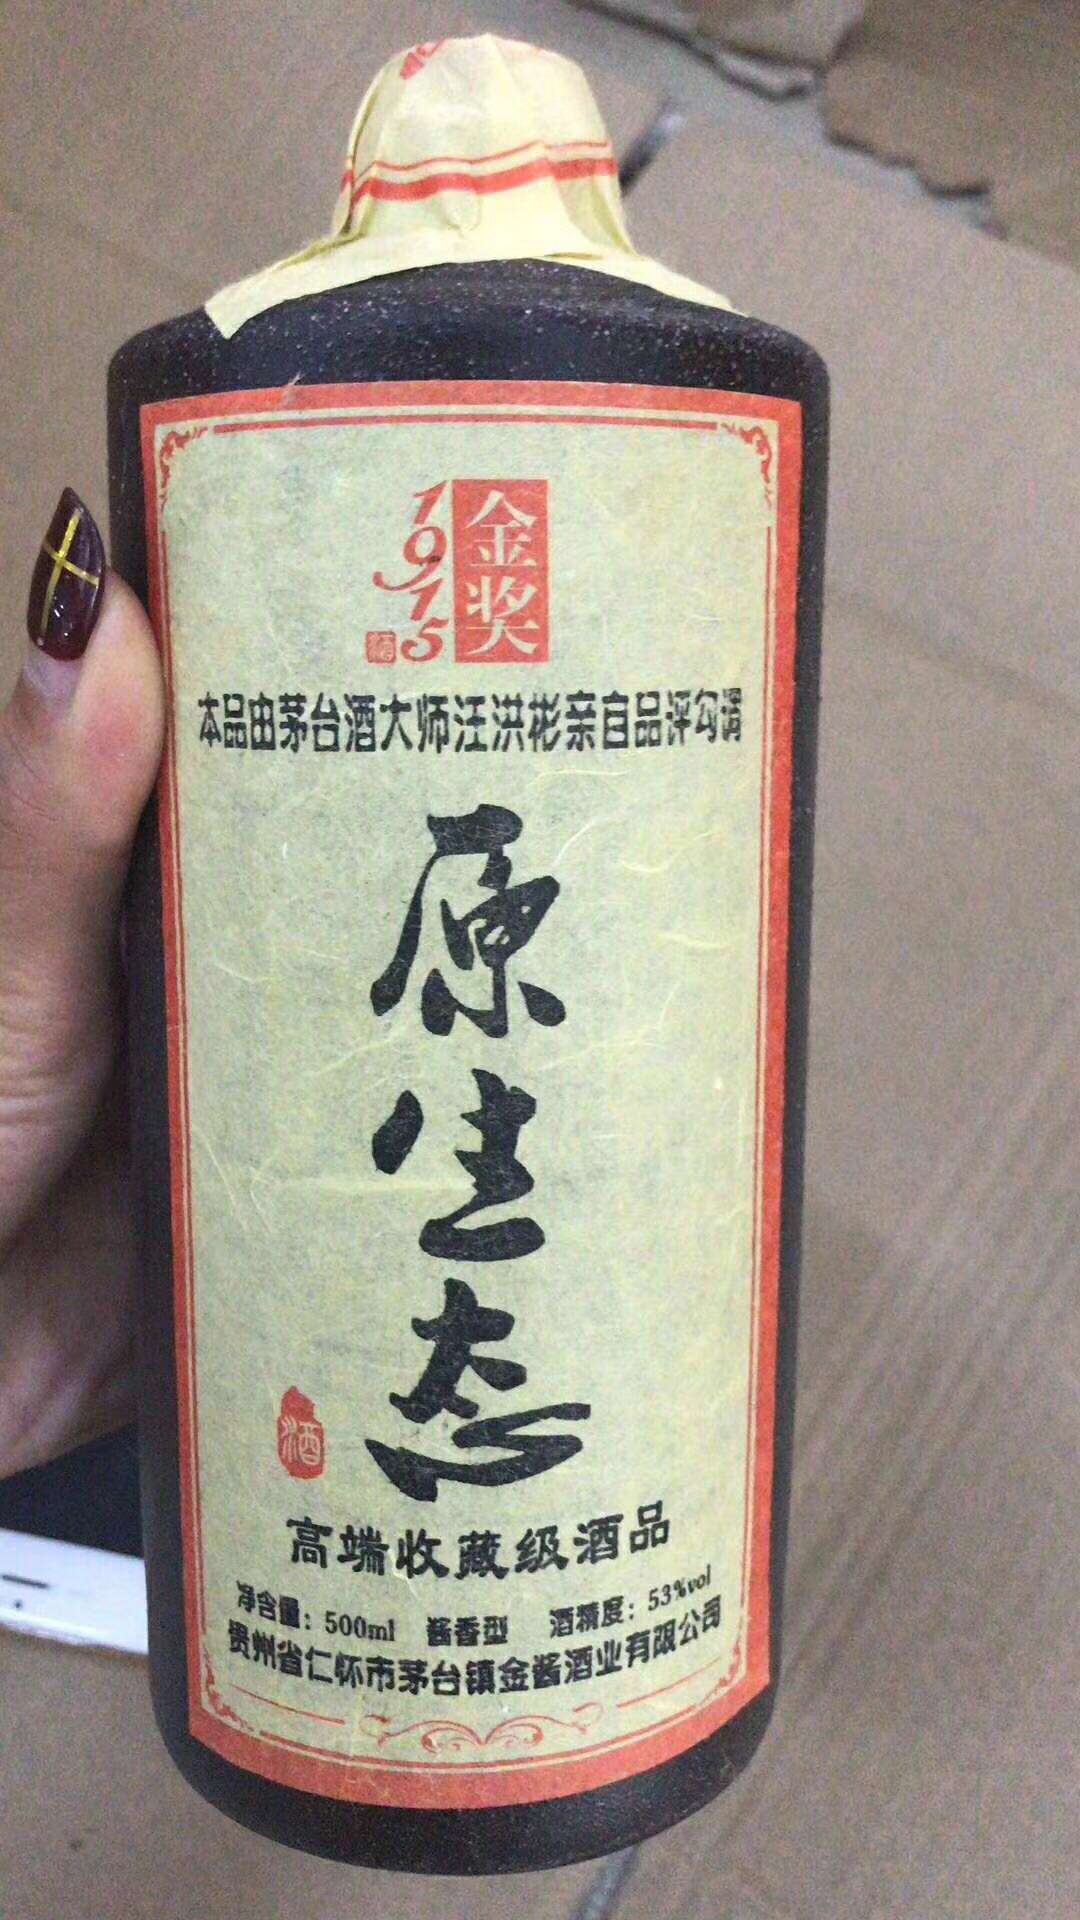 1915
金奖
酒
本品由茅台酒大师汪洪彬亲自品评勾调
原生态
酒
高端收藏级酒品
净含量：500ml 酱香型 酒精度：53%vol
贵州省仁怀市茅台镇金酱酒业有限公司